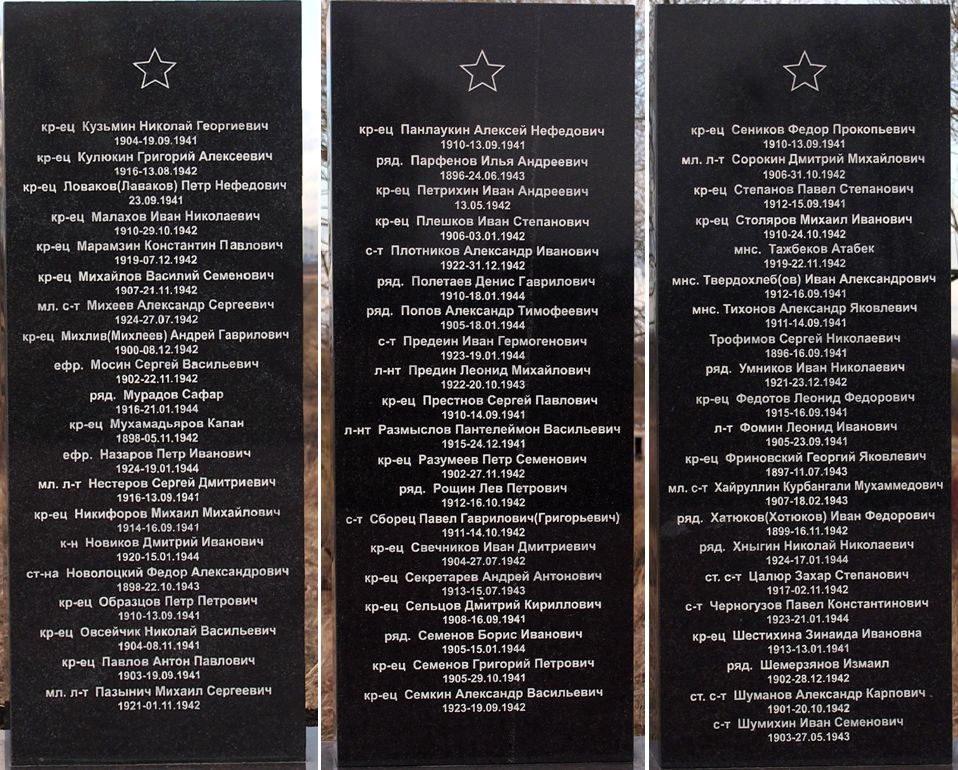 кр-ец Кузьмин Николай Георгиевич
1904-19.09.1941
кр-ец Кулюкин Григорий Алексеевич
1916-13.08.1942
кр-ец Ловаков(Лаваков) Петр Нефедович
23.09.1941
кр-ец Малахов Иван Николаевич
1910-29.10.1942
кр-ец Марамзин Константин Павлович
1919-07.12.1942
кр-ец Михайлов Василий Семенович
1907-21.11.1942
мл. с-т Михеев Александр Сергеевич
1924-27.07.1942
кр-ец Михлив(Михлеев) Андрей Гаврилович
1900-08.12.1942
ефр. Мосин Сергей Васильевич
1902-22.11.1942
ряд. Мурадов Сафар
1916-21.01.1944
кр-ец Мухамадьяров Капан
1898-05.11.1942
ефр. Назаров Петр Иванович
1924-19.01.1944
мл. л-т Нестеров Сергей Дмитриевич
1916-13.09.1941
кр-ец Никифоров Михаил Михайлович
1914-16.09.1941
к-н Новиков Дмитрий Иванович
1920-15.01.1944
ст-на Новолоцкий Федор Александрович
1898-22.10.1943
кр-ец Образцов Петр Петрович
1910-13.09.1941
кр-ец Овсейчик Николай Васильевич
1904-08.11.1941
кр-ец Павлов Антон Павлович
1903-19.09.1941
мл. л-т Пазынич Михаил Сергеевич
1921-01.11.1942
кр-ец Панлаукин Алексей Нефедович
1910-13.09.1941
ряд. Парфенов Илья Андреевич
1896-24.06.1943
кр-ец Петрихин Иван Андреевич
13.05.1942
кр-ец Плешков Иван Степанович
1906-03.01.1942
с-т Плотников Александр Иванович
1922-31.12.1942
ряд. Полетаев Денис Гаврилович
1910-18.01.1944
ряд. Попов Александр Тимофеевич
1905-18.01.1944
с-т Предеин Иван Гермогенович
1923-19.01.1944
л-нт Предин Леонид Михайлович
1922-20.10.1943
кр-ец Престнов Сергей Павлович
1910-14.09.1941
л-нт Размыслов Пантелеймон Васильевич
1915-24.12.1941
кр-ец Разумеев Петр Семенович
1902-27.11.1942
ряд. Рощин Лев Петрович
1912-16.10.1942
с-т Сборец Павел Гаврилович(Григорьевич)
1911-14.10.1942
кр-ец Свечников Иван Дмитриевич
1904-27.07.1942
кр-ец Секретарев Андрей Антонович
1913-15.07.1943
кр-ец Сельцов Дмитрий Кириллович
1908-16.09.1941
ряд. Семенов Борис Иванович
1905-15.01.1944
кр-ец Семенов Григорий Петрович
1905-29.10.1941
кр-ец Семкин Александр Васильевич
1923-19.09.1942
кр-ец Сеников Федор Прокопьевич
1910-13.09.1941
мл. л-т Сорокин Дмитрий Михайлович
1906-31.10.1942
кр-ец Степанов Павел Степанович
1912-15.09.1941
кр-ец Столяров Михаил Иванович
1910-24.10.1942
мнс. Тажбеков Атабек
1919-22.11.1942
мнс. Твердохлеб(ов) Иван Александрович
1912-16.09.1941
мнс. Тихонов Александр Яковлевич
1911-14.09.1941
Трофимов Сергей Николаевич
1896-16.09.1941
ряд. Умников Иван Николаевич
1921-23.12.1942
кр-ец Федотов Леонид Федорович
1915-16.09.1941
л-т Фомин Леонид Иванович
1905-23.09.1941
кр-ец Фриновский Георгий Яковлевич
1897-11.07.1943
мл. с-т Хайруллин Курбангали Мухаммедович
1907-18.02.1943
ряд. Хатюков(Хотюков) Иван Федорович
1899-16.11.1942
ряд. Хныгин Николай Николаевич
1924-17.01.1944
ст. с-т Цалюр Захар Степанович
1917-02.11.1942
с-т Черногузов Павел Константинович
1923-21.01.1944
кр-ец Шестихина Зинаида Ивановна
1913-13.01.1941
ряд. Шемерзянов Измаил
1902-28.12.1942
ст. с-т Шуманов Александр Карпович
1901-20.10.1942
с-т Шумихин Иван Семенович
1903-27.05.1943